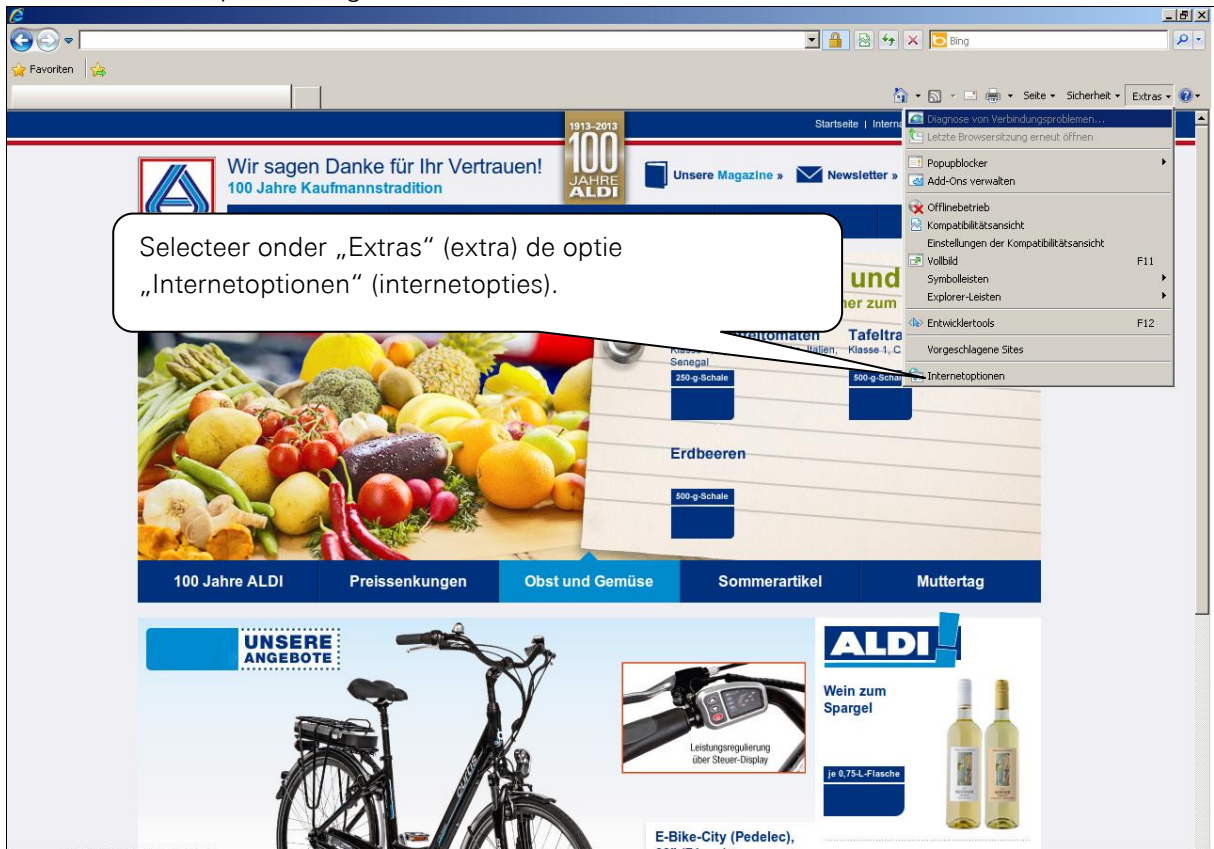 Bing
Favoriten
Seite
Sicherheit
Extras
Startseite |
1913–2013
100
JAHRE
ALDI
Wir sagen Danke für Ihr Vertrauen!
100 Jahre Kaufmannstradition
Unsere Magazine »
Newsletter »
Diagnose von Verbindungsproblemen...
Letzte Browsersitzung erneut öffnen
Popupblocker
Add-Ons verwalten
Offlinebetrieb
Kompatibilitätsansicht
Einstellungen der Kompatibilitätsansicht
Vollbild F11
Symbolleisten
Explorer-Leisten
Entwicklertools F12
Vorgeschlagene Sites
Internetoptionen
Selecteer onder „Extras“ (extra) de optie
„Internetoptionen“ (internetopties).
und
zum
Italien,
Klasse 1,
Senegal
250-g-Schale
Erdbeeren
500-g-Schale
100 Jahre ALDI
Preissenkungen
Obst und Gemüse
Sommerartikel
Muttertag
UNSERE
ANGEBOTE
Leistungsregulierung
über Steuer-Display
E-Bike-City (Pedelec),
ALDI!
Wein zum
Spargel
je 0,75-L-Flasche